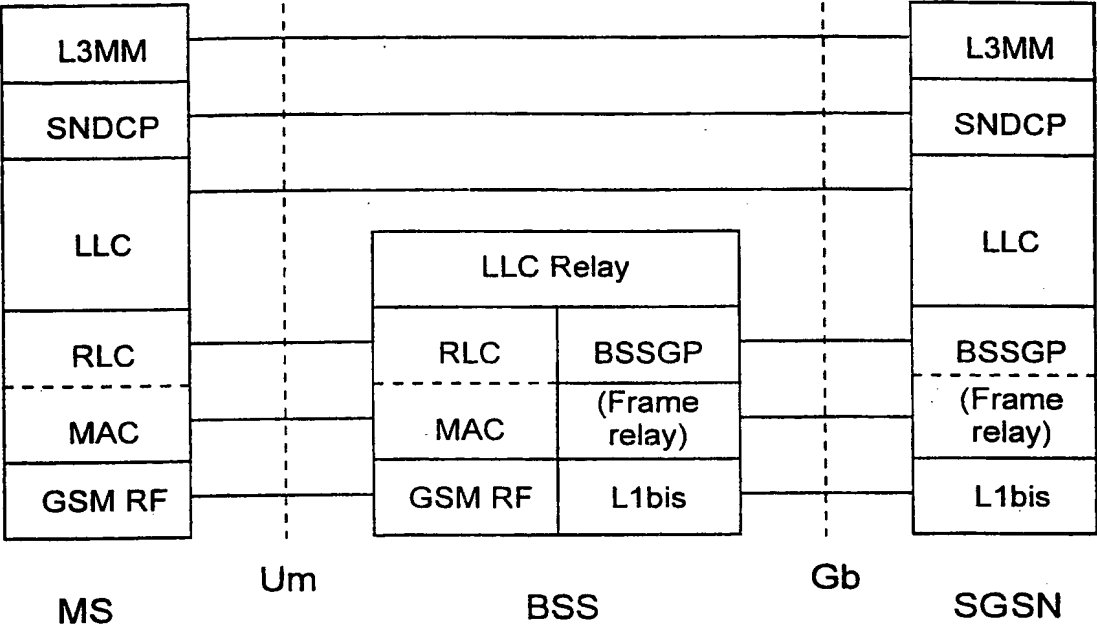 L3MM
SNDCP
LLC
RLC
MAC
GSM RF
MS
Um
LLC Relay
RLC
BSSGP
MAC
(Frame
relay)
GSM RF
L1bis
BSS
Gb
L3MM
SNDCP
LLC
BSSGP
(Frame
relay)
L1bis
SGSN